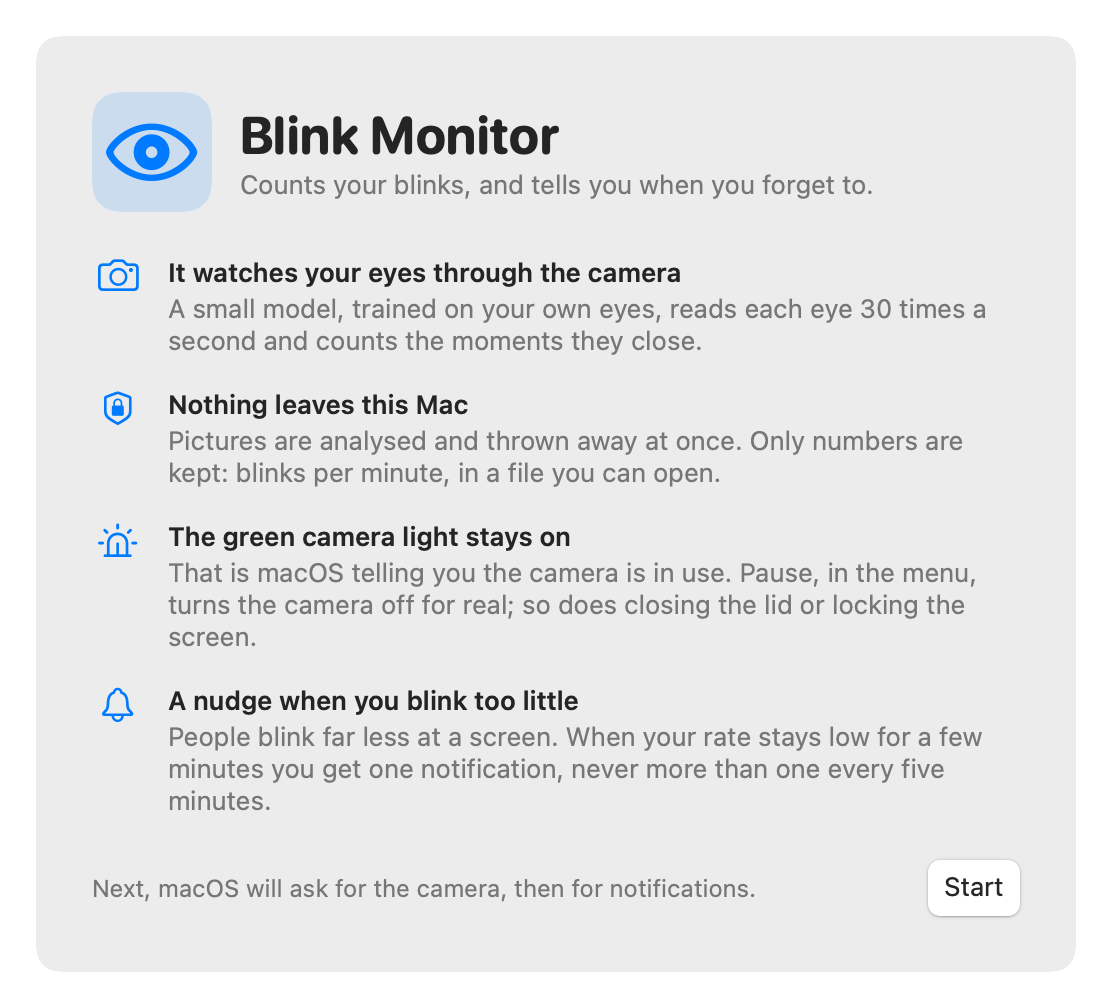 Blink Monitor
Counts your blinks, and tells you when you forget to.
It watches your eyes through the camera
A small model, trained on your own eyes, reads each eye 30 times a
second and counts the moments they close.
Nothing leaves this Mac
Pictures are analysed and thrown away at once. Only numbers are
kept: blinks per minute, in a file you can open.
The green camera light stays on
That is macOS telling you the camera is in use. Pause, in the menu,
turns the camera off for real; so does closing the lid or locking the
screen.
A nudge when you blink too little
People blink far less at a screen. When your rate stays low for a few
minutes you get one notification, never more than one every five
minutes.
Next, macOS will ask for the camera, then for notifications.
Start